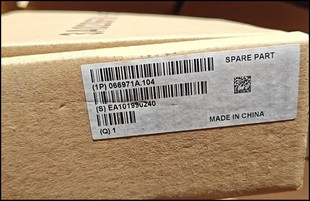 SPARE PART
(1P) 066971A.104
(S) EA101990240
MADE IN CHINA
(Q) 1